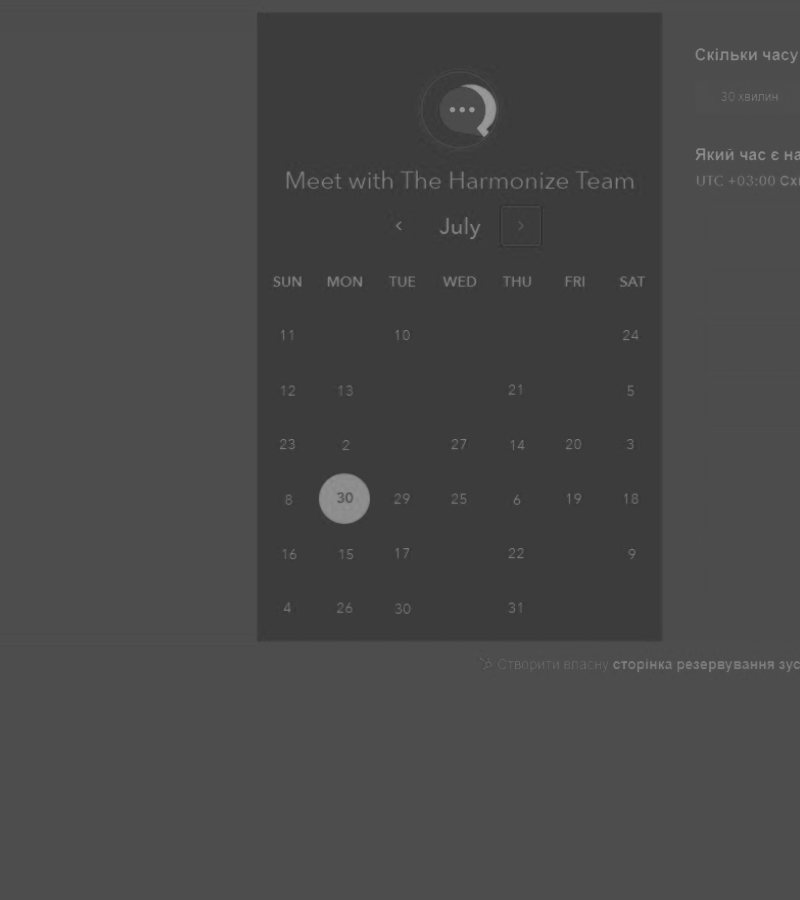 Скільки часу
30 хвилин
Який час є на
UTC +03:00
Meet with The Harmonize Team
July
SUN MON TUE WED THU FRI SAT
11 10 24
12 13 21 5
23 2 27 14 20 3
8 30 29 25 6 19 18
16 15 17 22 9
4 26 30 31
Створити власну сторінка резервування